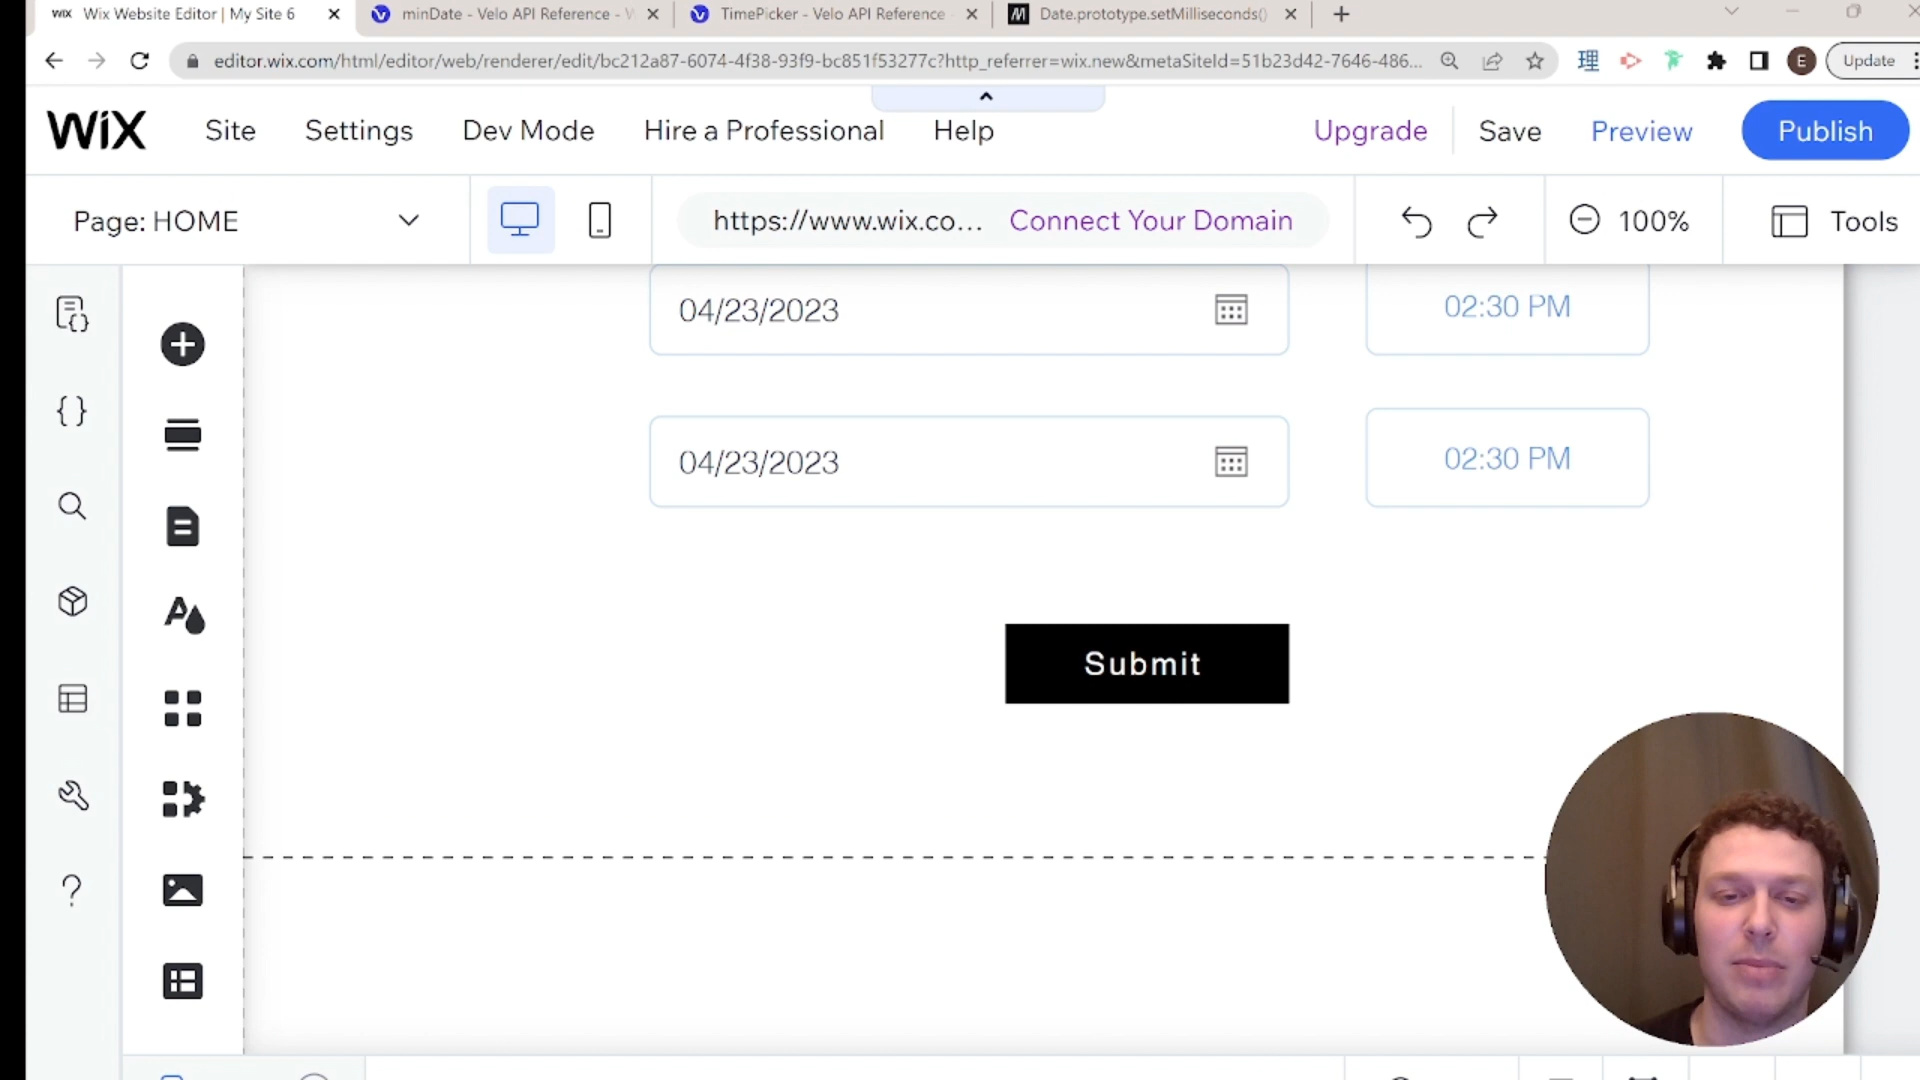 WIX Wix Website Editor | My Site 6
minDate - Velo API Reference - W
TimePicker - Velo API Reference
M Date.prototype.setMilliseconds()
editor.wix.com/html/editor/web/renderer/edit/bc212a87-6074-4f38-93f9-bc851f53277c?http_referrer=wix.new&metaSiteId=51b23d42-7646-486...
理
E
Update
WiX Site Settings Dev Mode Hire a Professional Help Upgrade Save Preview Publish
Page: HOME https://www.wix.co... Connect Your Domain 100% Tools
04/23/2023 02:30 PM
04/23/2023 02:30 PM
Submit